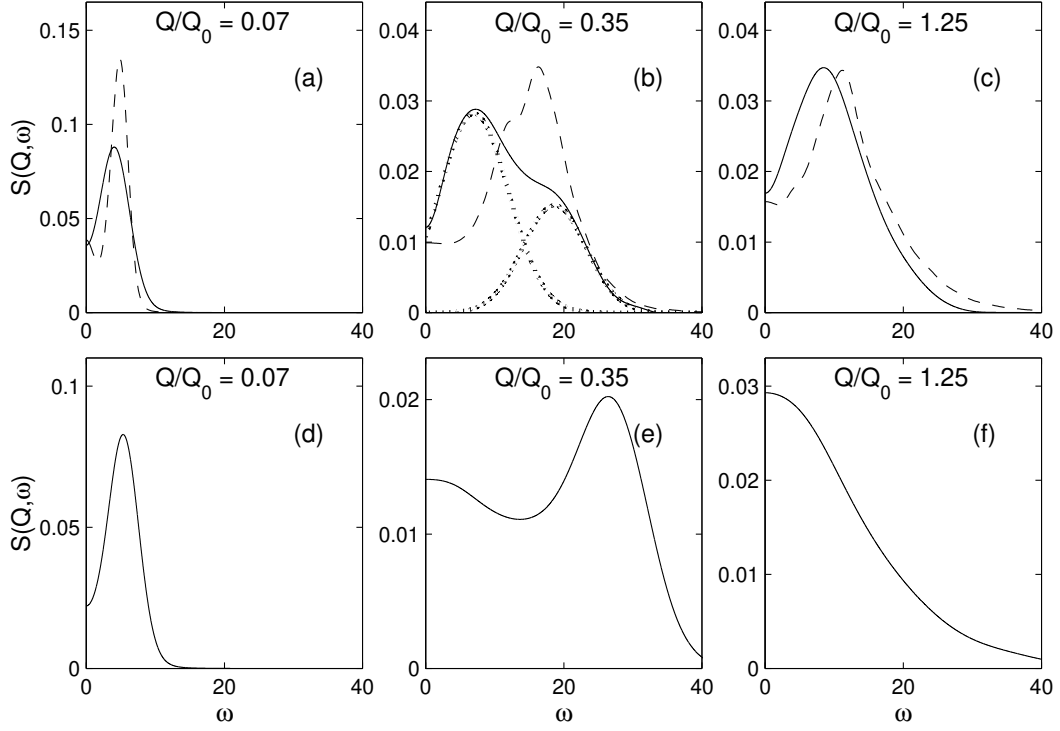 Q/Q0 = 0.07
Q/Q0 = 0.35
Q/Q0 = 1.25
(a)
(b)
(c)
S(Q,ω)
0.15
0.1
0.05
0
0.04
0.03
0.02
0.01
0
0.04
0.03
0.02
0.01
0
0 20 40
0 20 40
0 20 40
Q/Q0 = 0.07
Q/Q0 = 0.35
Q/Q0 = 1.25
(d)
(e)
(f)
S(Q,ω)
0.1
0.05
0
0.02
0.01
0
0.03
0.02
0.01
0
0 20 40
0 20 40
0 20 40
ω
ω
ω